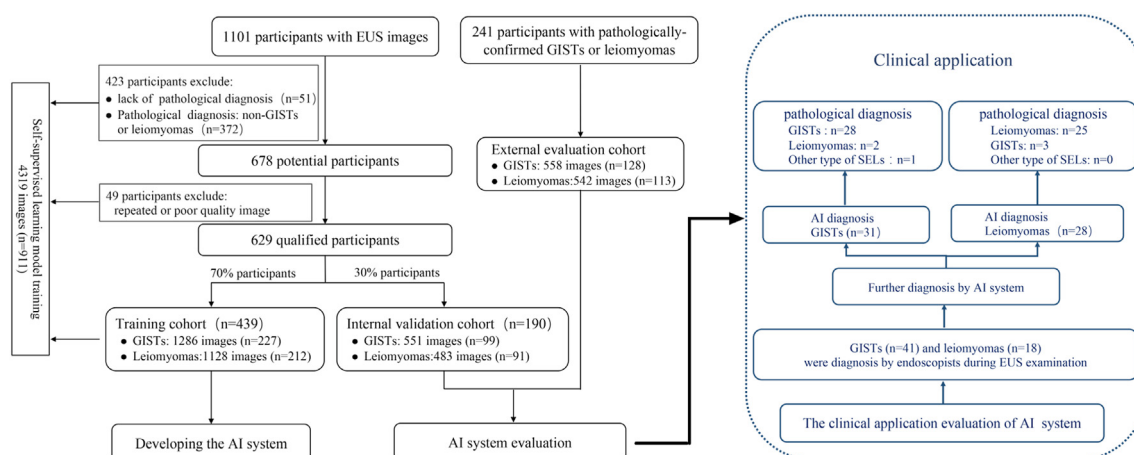 1101 participants with EUS images
423 participants exclude:
● lack of pathological diagnosis (n=51)
● Pathological diagnosis: non-GISTs
or leiomyomas (n=372)
678 potential participants
49 participants exclude:
repeated or poor quality image
629 qualified participants
70% participants
30% participants
Self-supervised learning model training
4319 images (n=911)
Training cohort (n=439)
● GISTs: 1286 images (n=227)
● Leiomyomas:1128 images (n=212)
Internal validation cohort (n=190)
● GISTs: 551 images (n=99)
● Leiomyomas:483 images (n=91)
Developing the AI system
AI system evaluation
241 participants with pathologically-
confirmed GISTs or leiomyomas
External evaluation cohort
● GISTs: 558 images (n=128)
● Leiomyomas:542 images (n=113)
Clinical application
pathological diagnosis
GISTs : n=28
Leiomyomas: n=2
Other type of SELs : n=1
pathological diagnosis
Leiomyomas: n=25
GISTs: n=3
Other type of SELs: n=0
AI diagnosis
GISTs (n=31)
AI diagnosis
Leiomyomas (n=28)
Further diagnosis by AI system
GISTs (n=41) and leiomyomas (n=18)
were diagnosis by endoscopists during EUS examination
The clinical application evaluation of AI system